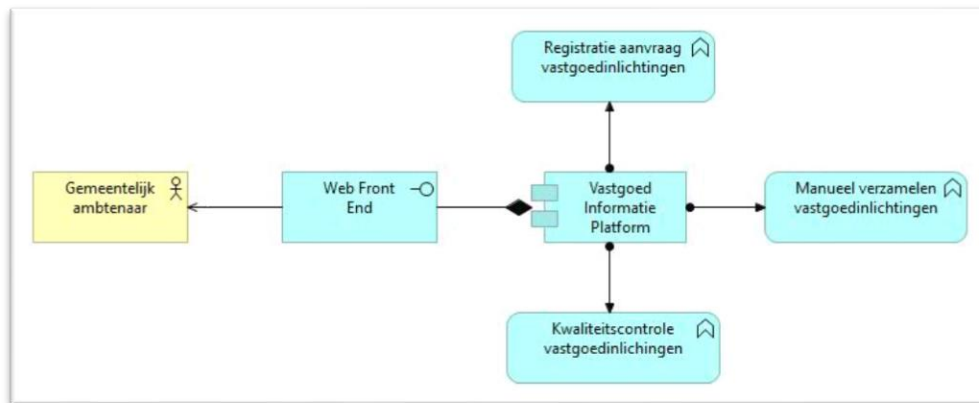 Registratie aanvraag
vastgoedinlichtingen
Gemeentelijk
ambtenaar
Web Front
End
Vastgoed
Informatie
Platform
Manueel verzamelen
vastgoedinlichtingen
Kwaliteitscontrole
vastgoedinlichingen